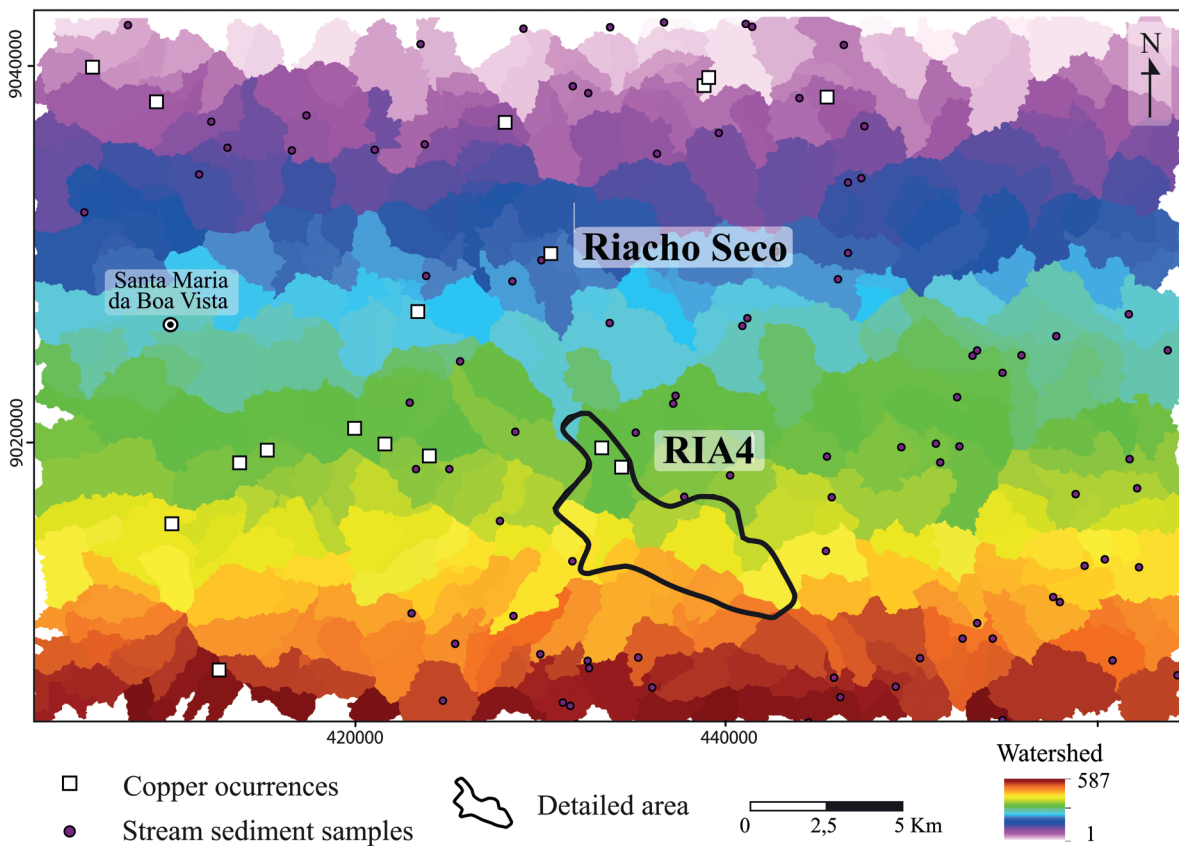 N
9040000
Riacho Seco
Santa Maria
da Boa Vista
9020000
RIA4
420000
440000
Copper ocurrences
Stream sediment samples
Detailed area
0
2,5
5 Km
Watershed
587
1